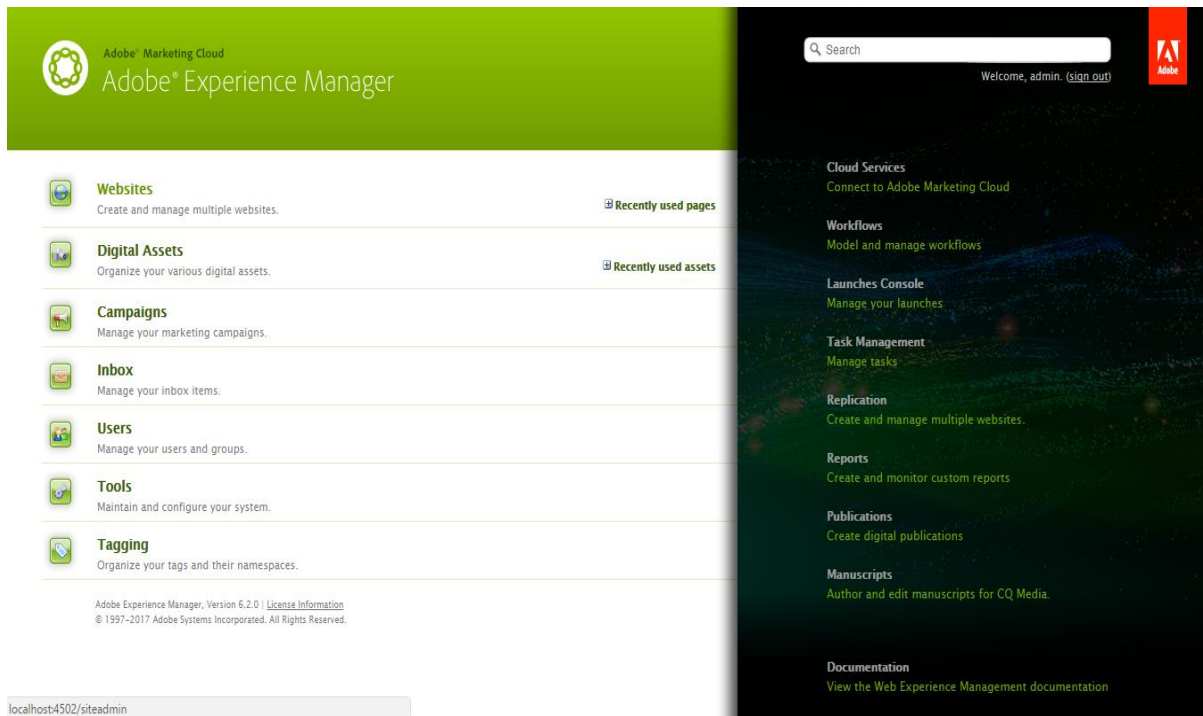 Adobe® Marketing Cloud
Adobe® Experience Manager
Search
Welcome, admin. (sign out)
Adobe
Websites
Create and manage multiple websites.
Recently used pages
Digital Assets
Organize your various digital assets.
Recently used assets
Campaigns
Manage your marketing campaigns.
Inbox
Manage your inbox items.
Users
Manage your users and groups.
Tools
Maintain and configure your system.
Tagging
Organize your tags and their namespaces.
Adobe Experience Manager, Version 6.2.0 | License Information
© 1997-2017 Adobe Systems Incorporated. All Rights Reserved.
Cloud Services
Connect to Adobe Marketing Cloud
Workflows
Model and manage workflows
Launches Console
Manage your launches
Task Management
Manage tasks
Replication
Create and manage multiple websites.
Reports
Create and monitor custom reports
Publications
Create digital publications
Manuscripts
Author and edit manuscripts for CQ Media.
Documentation
View the Web Experience Management documentation
localhost:4502/siteadmin